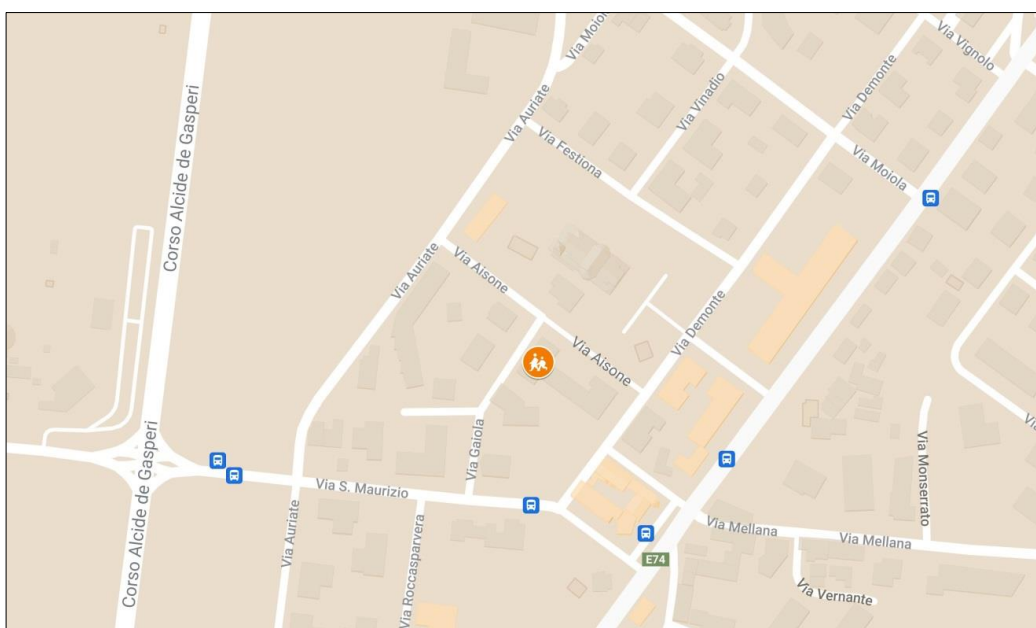 Via Moiol
Via Vignolo
Via Auriate
Via Vinadio
Via Demonte
Via Festiona
Via Moiola
Corso Alcide de Gasperi
Via Auriate
Via Aisone
Via Demonte
Via Aisone
Via Gaiola
Via Monserrato
Via S. Maurizio
Via Auriate
Via Roccasparvera
Corso Alcide de Gasperi
Via Mellana
Via Mellana
E74
Via Vernante